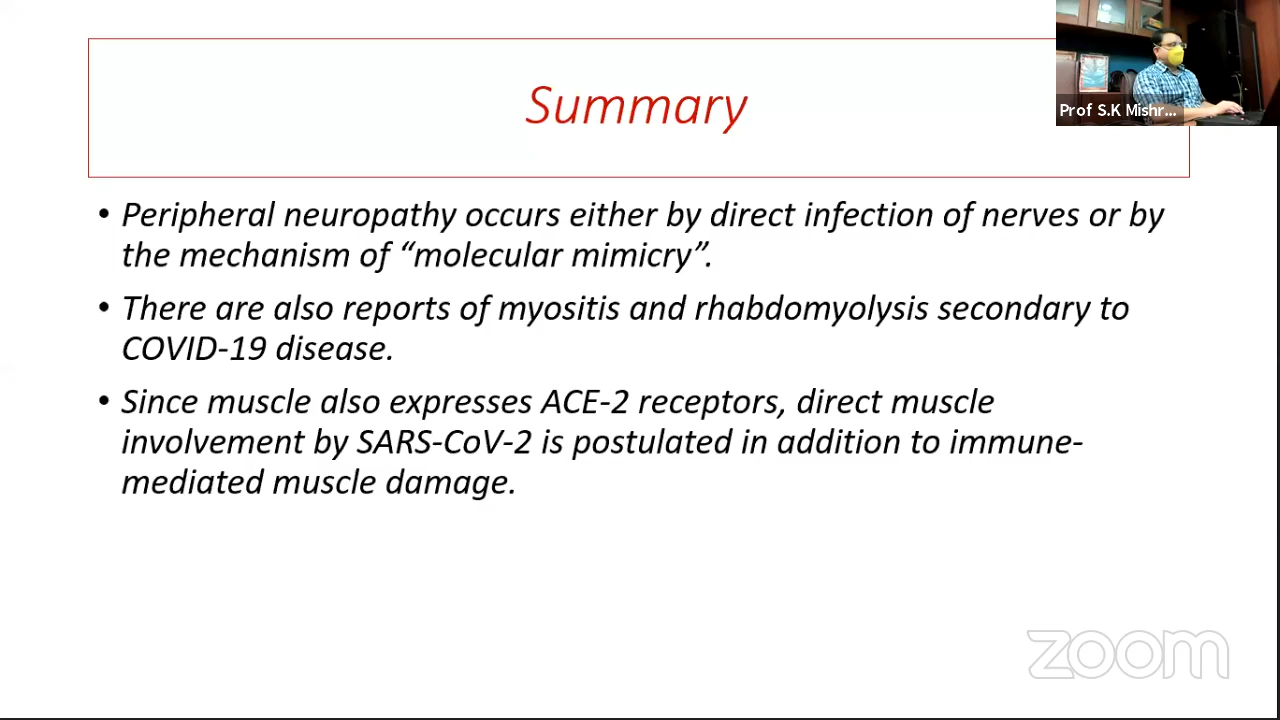 Summary
Prof S.K Mishr...
• Peripheral neuropathy occurs either by direct infection of nerves or by
the mechanism of “molecular mimicry”.
• There are also reports of myositis and rhabdomyolysis secondary to
COVID-19 disease.
• Since muscle also expresses ACE-2 receptors, direct muscle
involvement by SARS-CoV-2 is postulated in addition to immune-
mediated muscle damage.
zoom